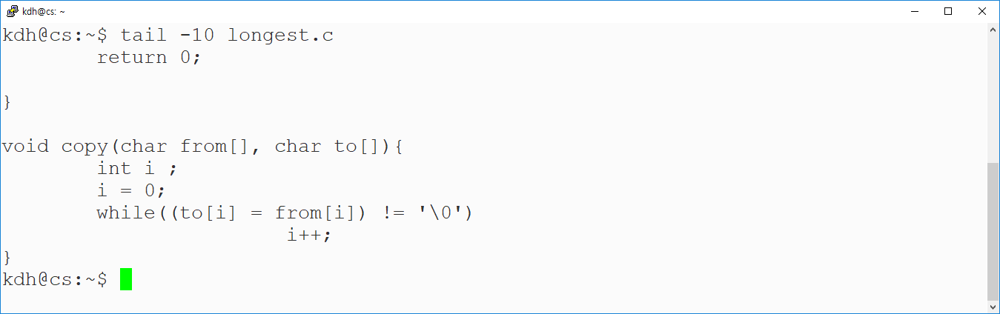 kdh@cs: ~
kdh@cs:~$ tail -10 longest.c
        return 0;

}

void copy(char from[], char to[]){
        int i ;
        i = 0;
        while((to[i] = from[i]) != '\0')
                        i++;
}
kdh@cs:~$